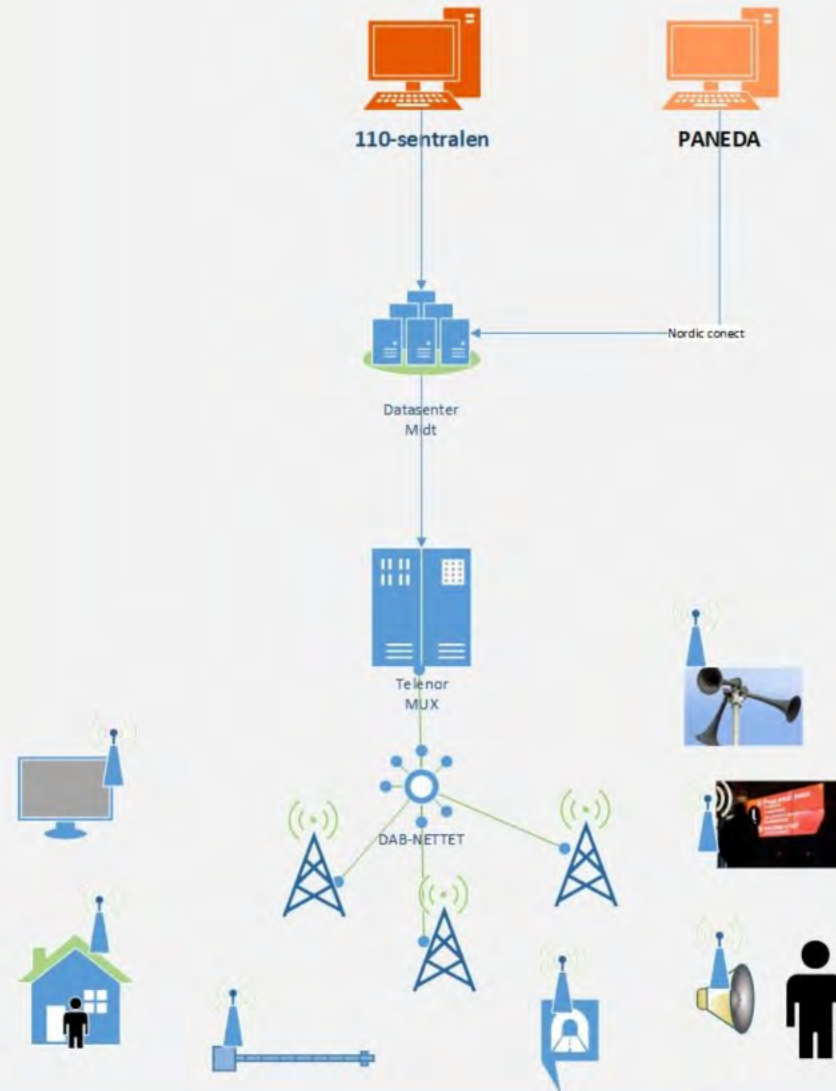 110-sentralen
PANEDA
Nordic conect
Datasenter
Midt
Telenor
MUX
DAB-NETTET